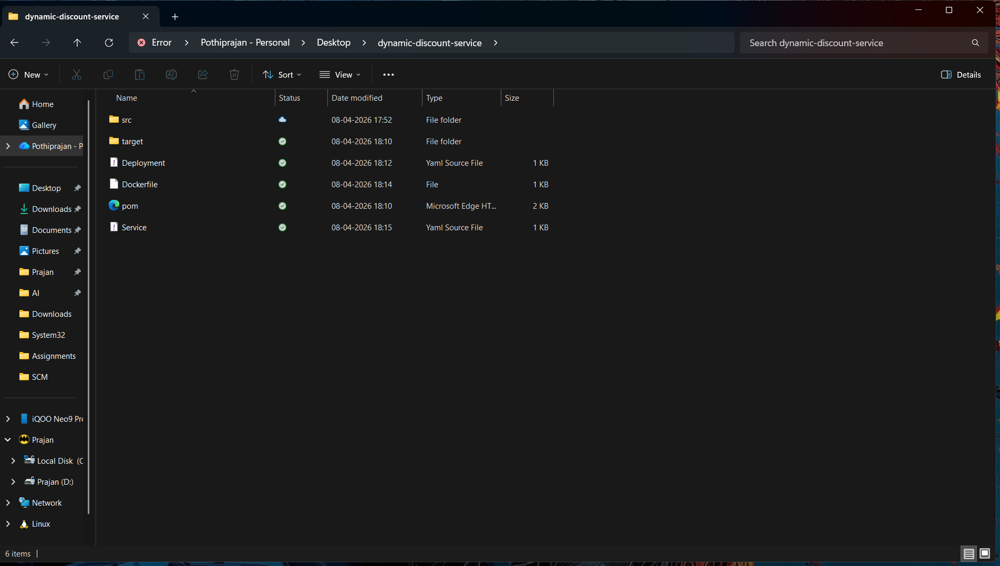 dynamic-discount-service
Error > Pothiprajan - Personal > Desktop > dynamic-discount-service >
Search dynamic-discount-service
New
Sort
View
Details
Name Status Date modified Type Size
src 08-04-2026 17:52 File folder
target 08-04-2026 18:10 File folder
Deployment 08-04-2026 18:12 Yaml Source File 1 KB
Dockerfile 08-04-2026 18:14 File 1 KB
pom 08-04-2026 18:10 Microsoft Edge HT... 2 KB
Service 08-04-2026 18:15 Yaml Source File 1 KB
Home
Gallery
Pothiprajan - P
Desktop
Downloads
Documents
Pictures
Prajan
AI
Downloads
System32
Assignments
SCM
iQOO Neo9 Pro
Prajan
Local Disk (C
Prajan (D:)
Network
Linux
6 items